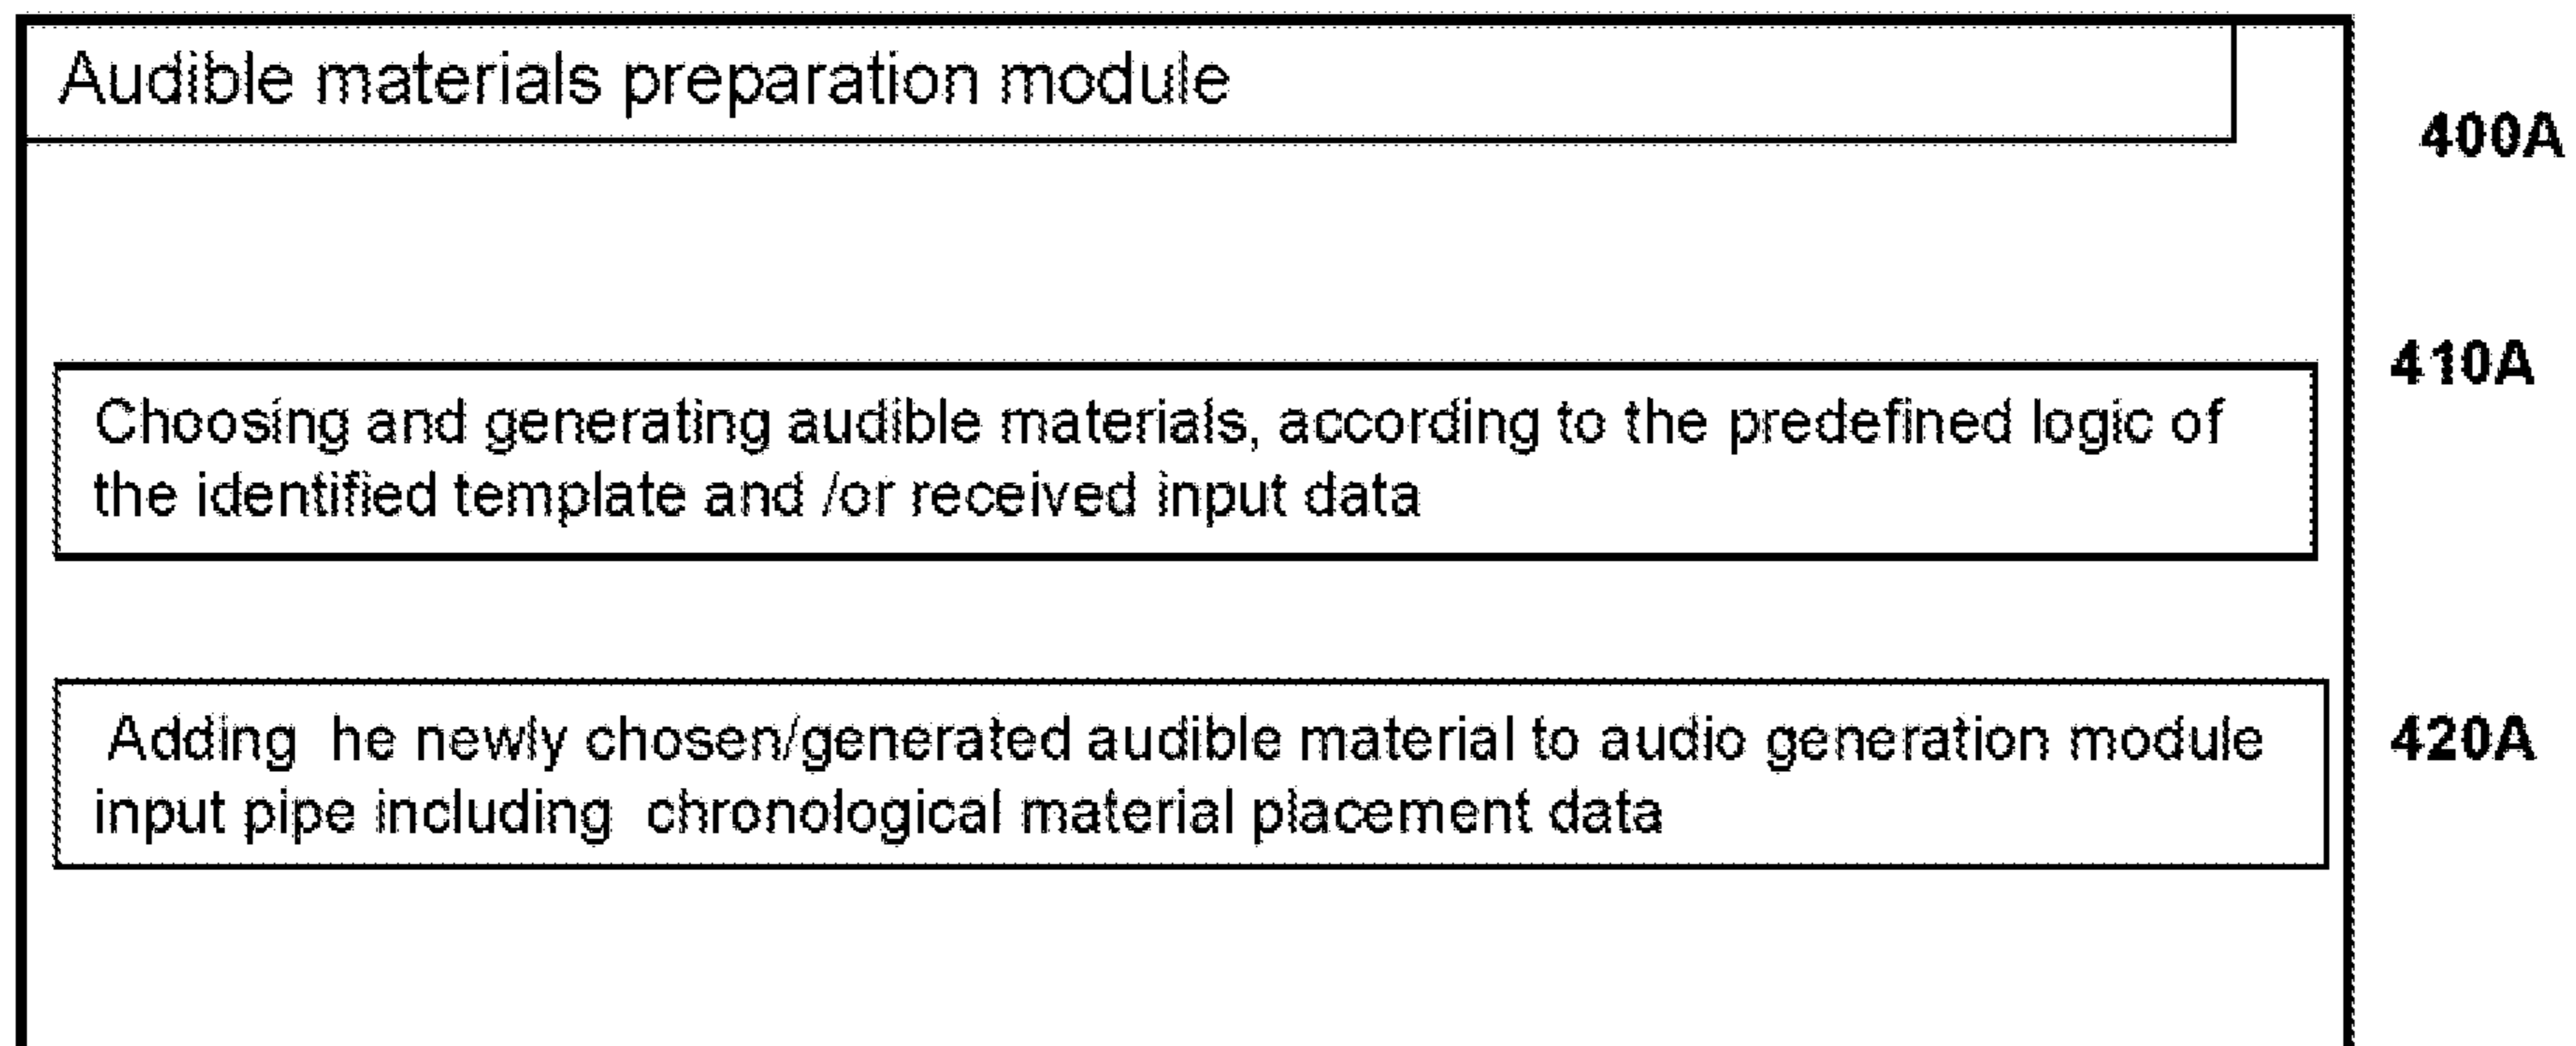 Audible materials preparation module
400A
410A
Choosing and generating audible materials, according to the predefined logic of
the identified template and /or received input data
Adding he newly chosen/generated audible material to audio generation module
420A
input pipe including chronological material placement data